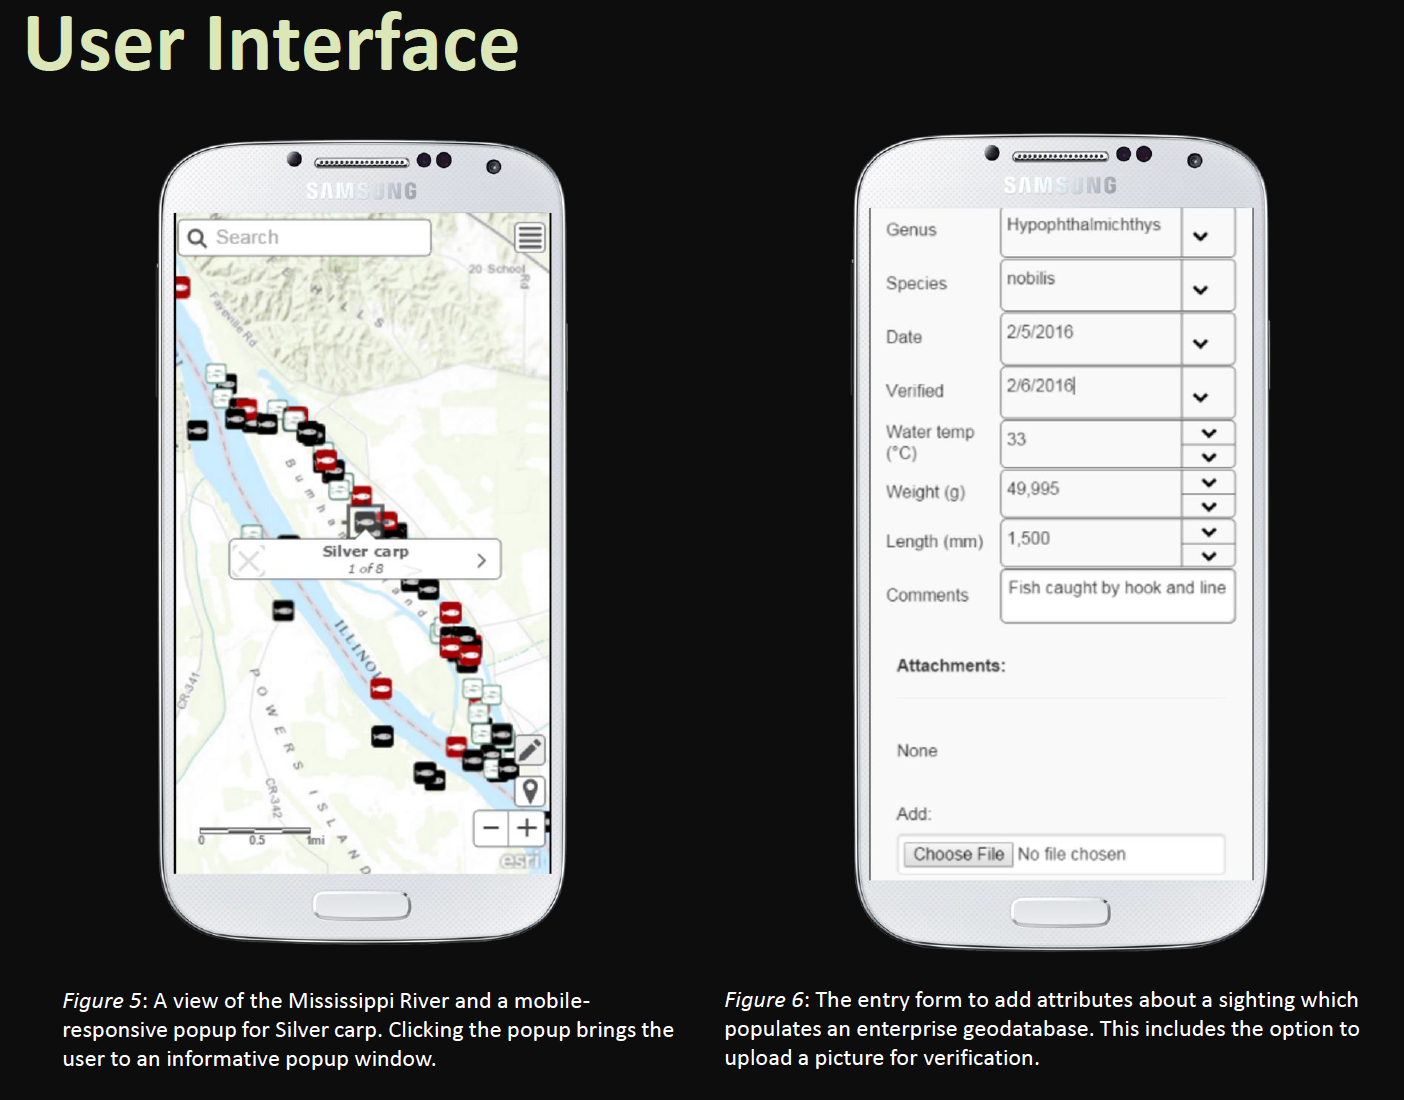 User Interface
SAMSUNG
Search
20 School Rd
HILLS
Fayeville Rd
Burnham
Silver carp
1 of 8
Island
ILLINOI
CR-341
POWERS ISLAND
CR-342
0 0.5 1mi
esri
Figure 5: A view of the Mississippi River and a mobile-
responsive popup for Silver carp. Clicking the popup brings the
user to an informative popup window.
SAMSUNG
Genus Hypophthalmichthys
Species nobilis
Date 2/5/2016
Verified 2/6/2016
Water temp
(°C) 33
Weight (g) 49,995
Length (mm) 1,500
Comments Fish caught by hook and line
Attachments:
None
Add:
Choose File No file chosen
Figure 6: The entry form to add attributes about a sighting which
populates an enterprise geodatabase. This includes the option to
upload a picture for verification.